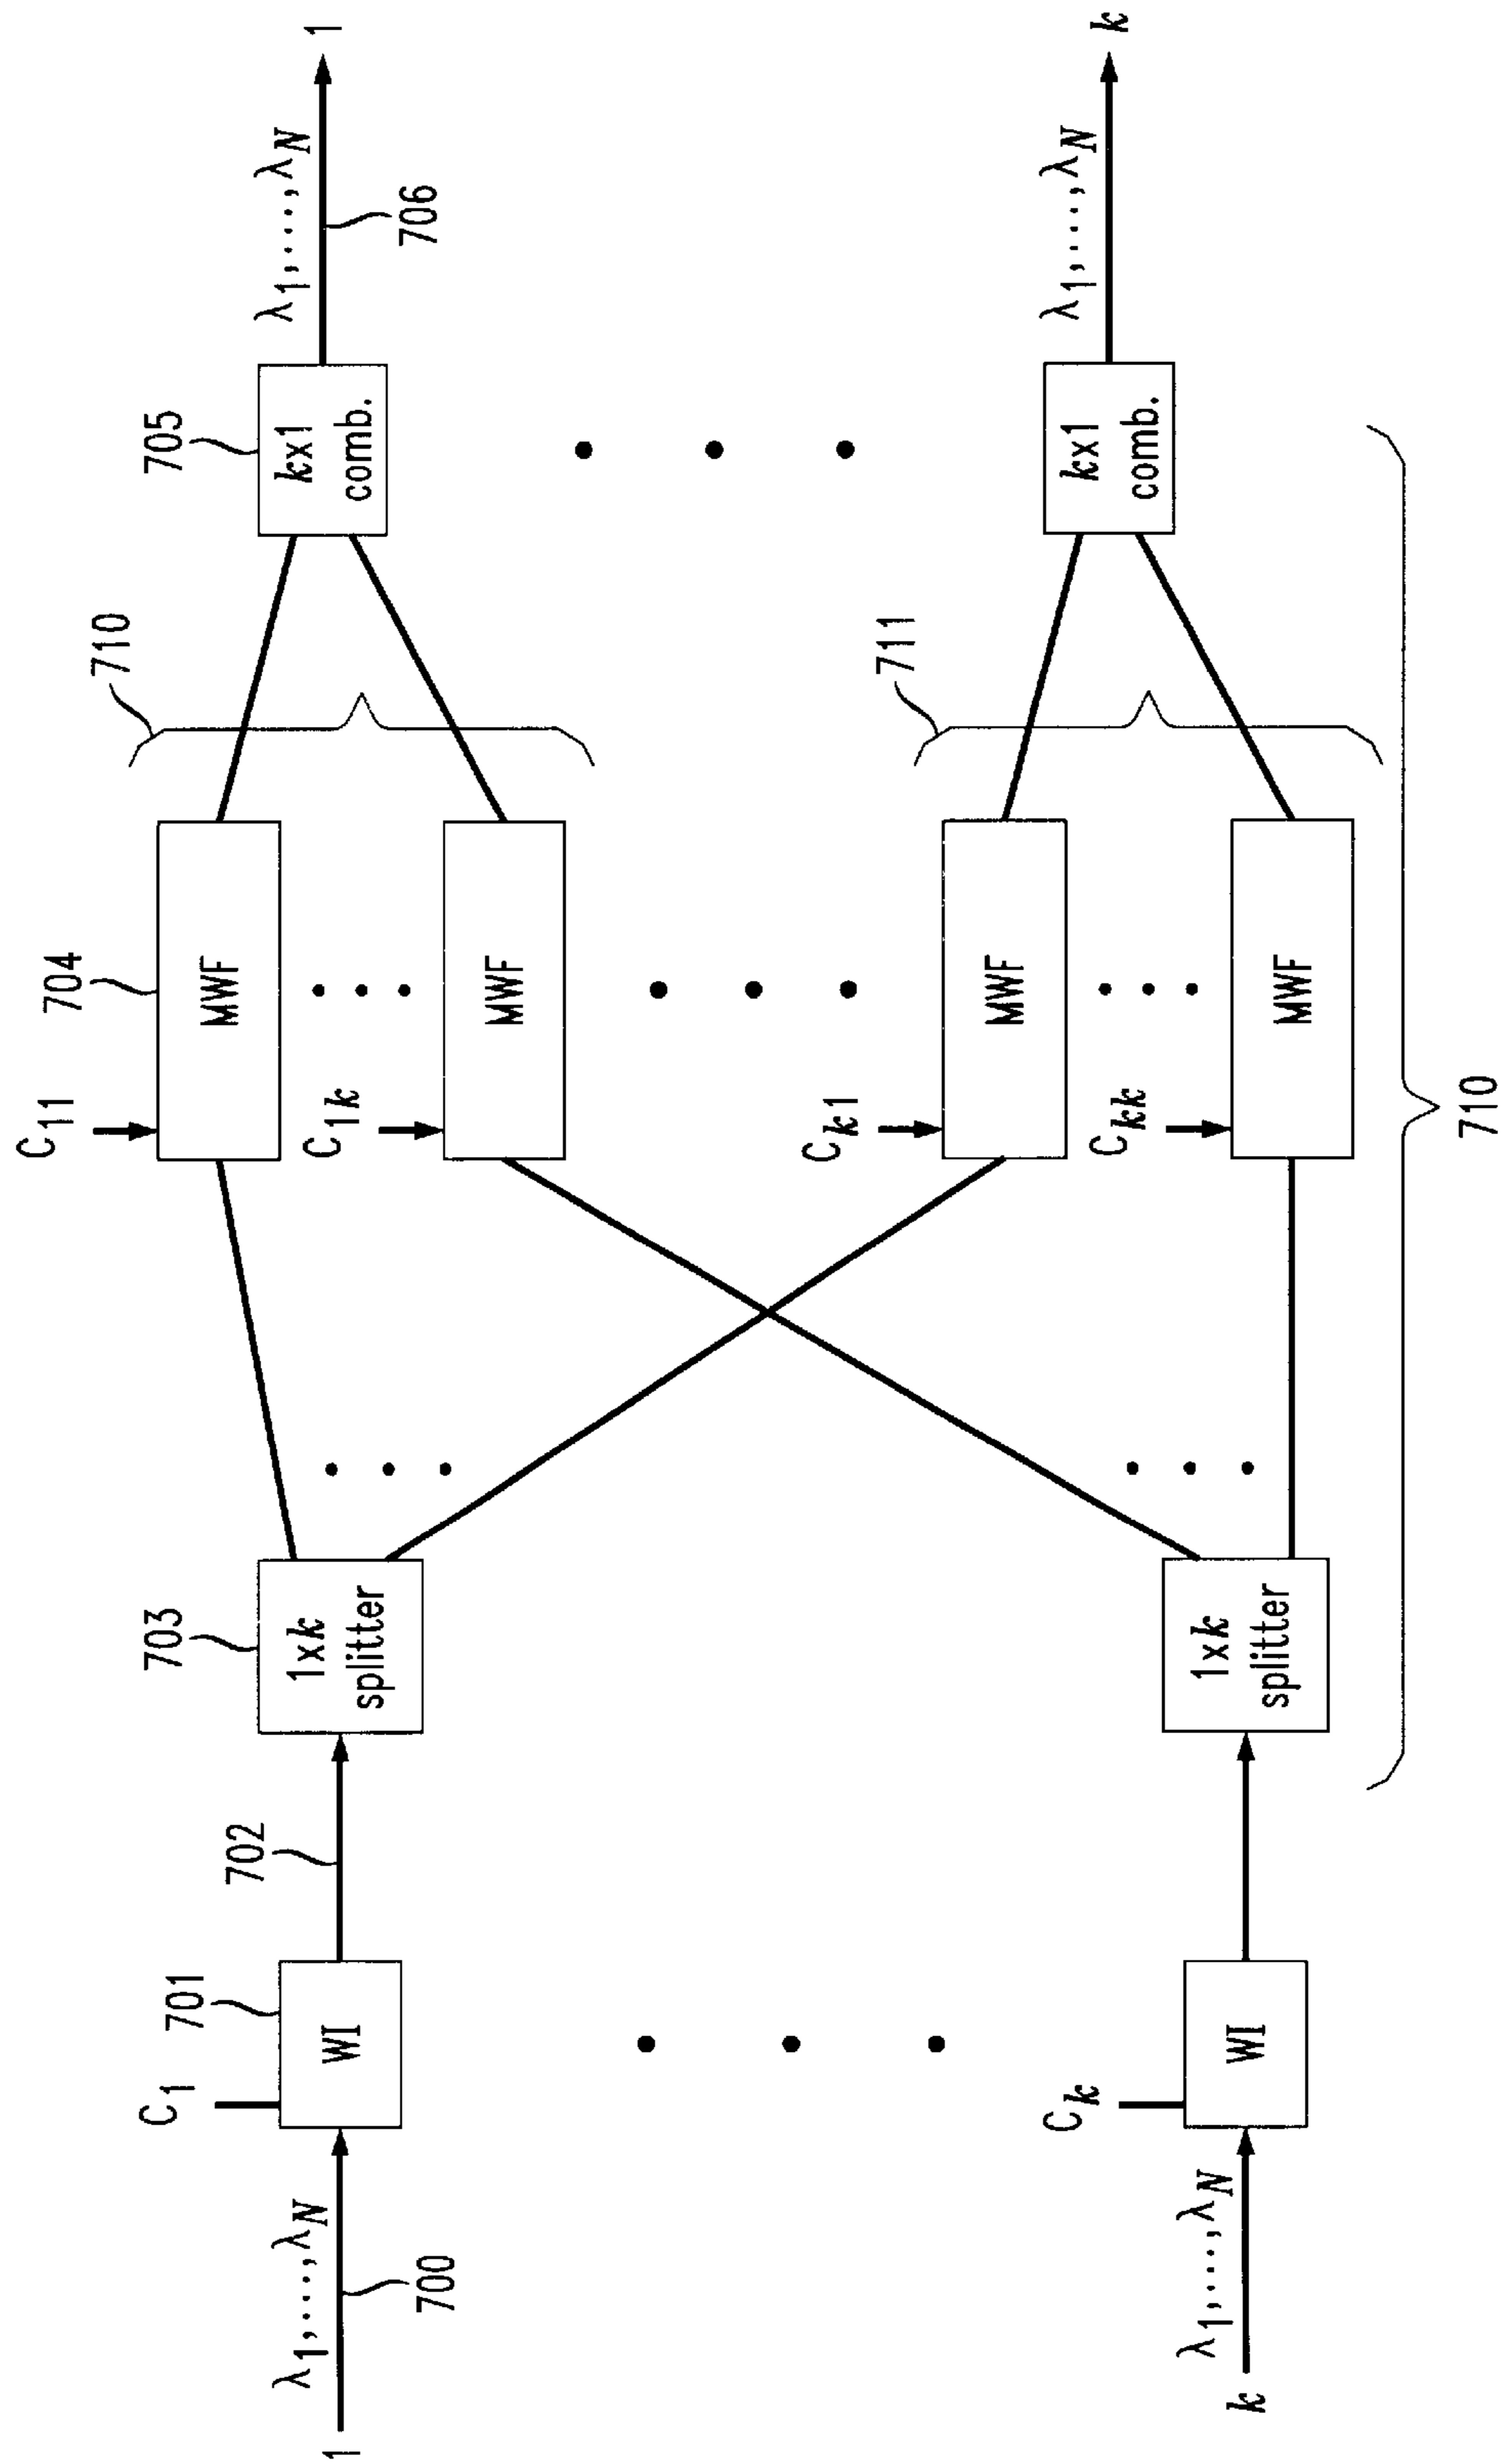 1
λ1,...,λN
700
C1
WI
701
702
1xk
splitter
703
C11
MWF
704
C1k
MWF
710
kx1
comb.
705
λ1,...,λN
706
1
k
λ1,...,λN
Ck
WI
1xk
splitter
Ck1
MWF
Ckk
MWF
711
kx1
comb.
λ1,...,λN
k
710